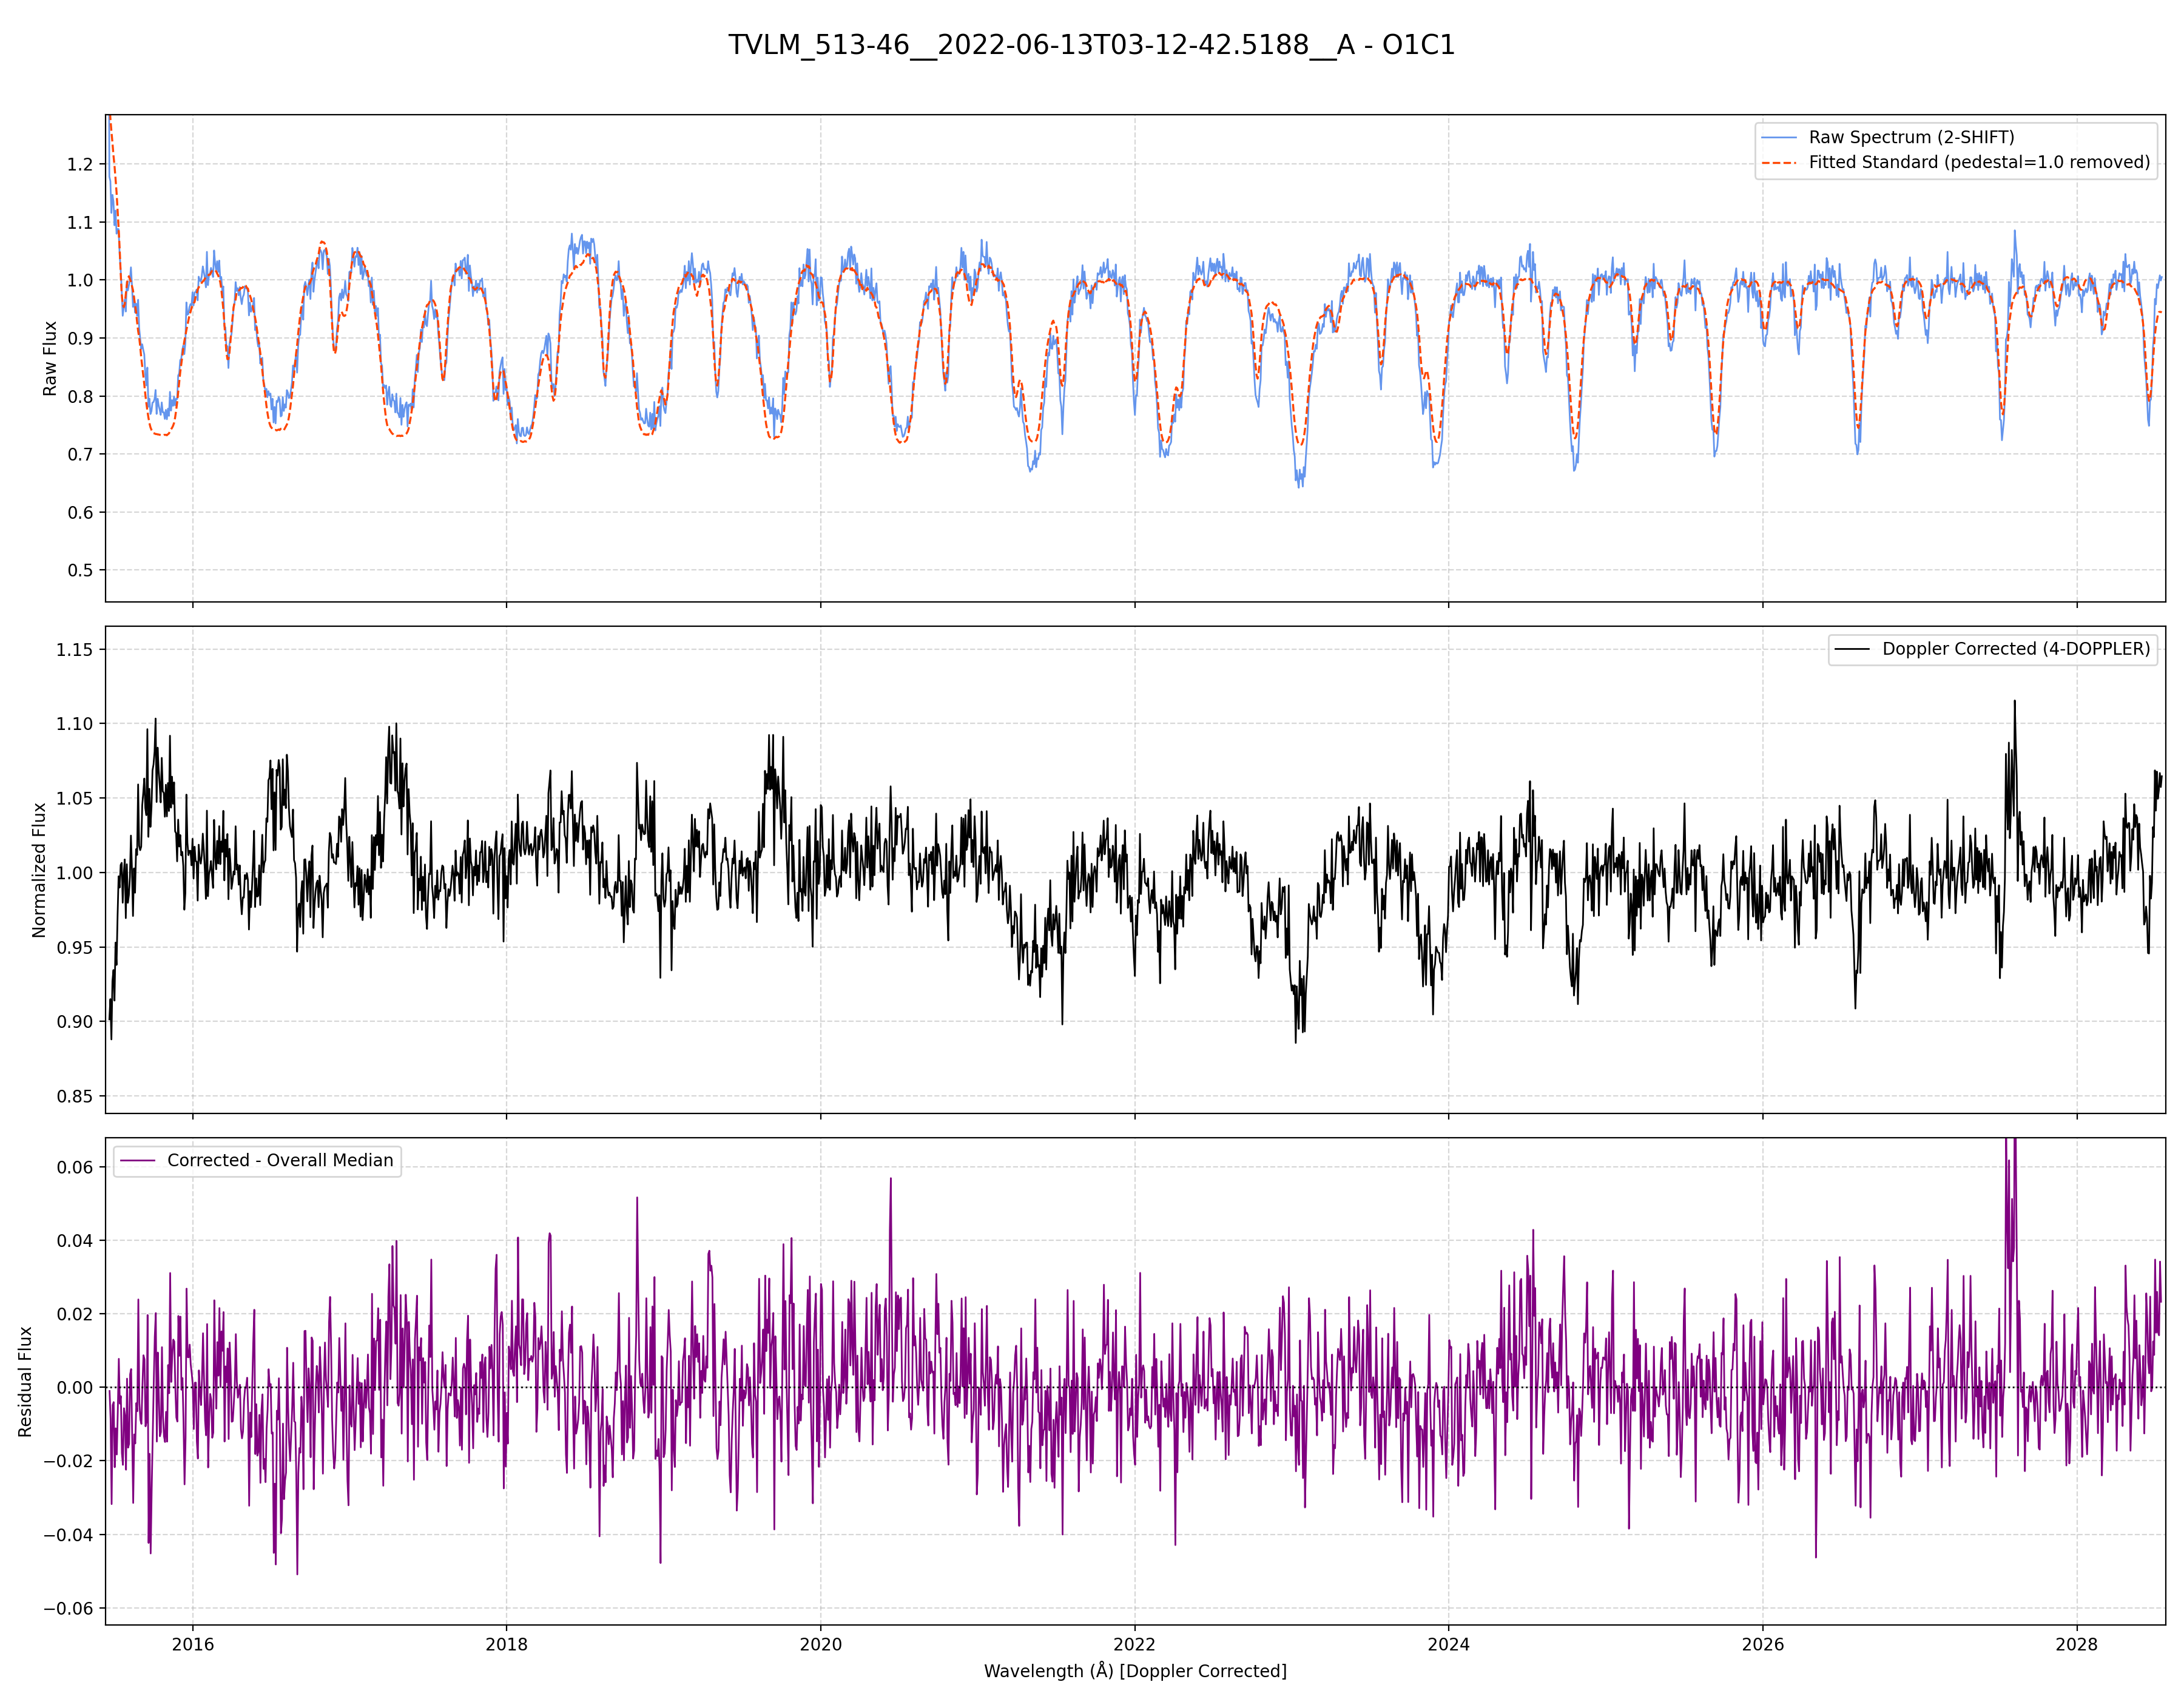 TVLM_513-46__2022-06-13T03-12-42.5188__A - O1C1
Raw Spectrum (2-SHIFT)
Fitted Standard (pedestal=1.0 removed)
Raw Flux
1.2
1.1
1.0
0.9
0.8
0.7
0.6
0.5
Doppler Corrected (4-DOPPLER)
Normalized Flux
1.15
1.10
1.05
1.00
0.95
0.90
0.85
Corrected - Overall Median
Residual Flux
0.06
0.04
0.02
0.00
−0.02
−0.04
−0.06
2016 2018 2020 2022 2024 2026 2028
Wavelength (Å) [Doppler Corrected]